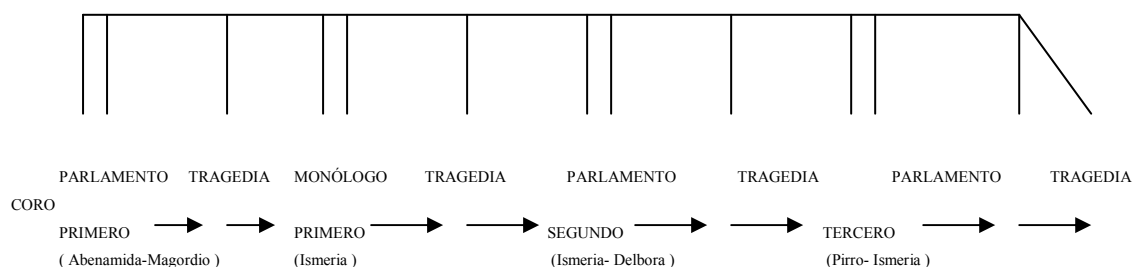 PARLAMENTO TRAGEDIA MONÓLOGO TRAGEDIA PARLAMENTO TRAGEDIA PARLAMENTO TRAGEDIA
CORO
PRIMERO PRIMERO SEGUNDO TERCERO
( Abenamida-Magordio ) (Ismeria ) (Ismeria- Delbora ) (Pirro- Ismeria )